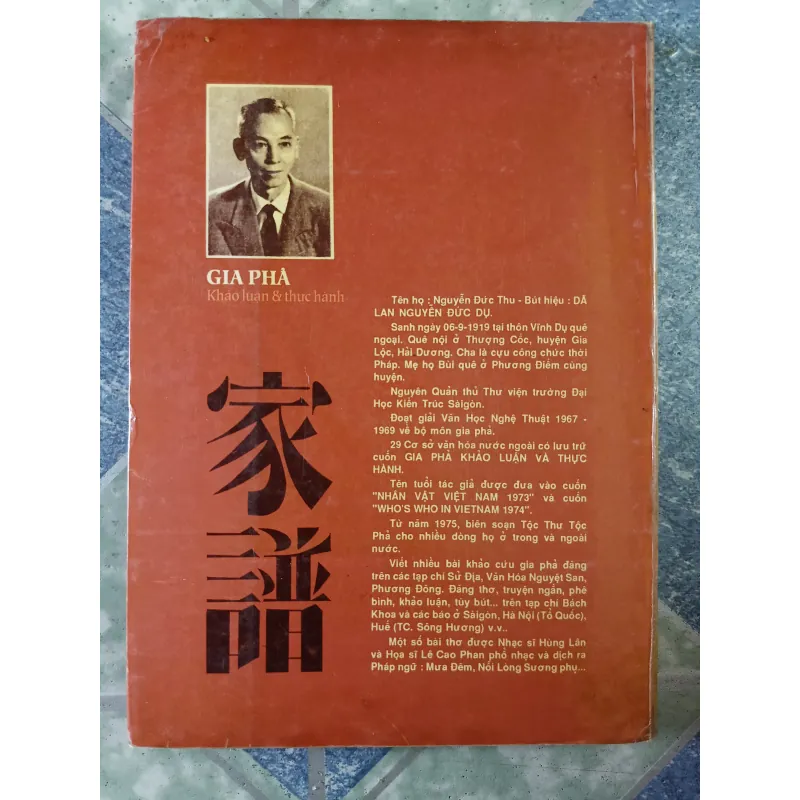 GIA PHẢ
Khảo luận & thực hành
Tên họ : Nguyễn Đức Thu - Bút hiệu : DÃ
LAN NGUYỄN ĐỨC DỤ.
Sanh ngày 06-9-1919 tại thôn Vĩnh Dụ quê
ngoại. Quê nội ở Thượng Cốc, huyện Gia
Lộc, Hải Dương. Cha là cựu công chức thời
Pháp. Mẹ họ Bùi quê ở Phương Điếm cùng
huyện.
Nguyên Quản thủ Thư viện trường Đại
Học Kiến Trúc Sàigòn.
Đoạt giải Văn Học Nghệ Thuật 1967 -
1969 về bộ môn gia phả.
29 Cơ sở văn hóa nước ngoài có lưu trữ
cuốn GIA PHẢ KHẢO LUẬN VÀ THỰC
HÀNH.
Tên tuổi tác giả được đưa vào cuốn
"NHÂN VẬT VIỆT NAM 1973" và cuốn
"WHO'S WHO IN VIETNAM 1974".
Từ năm 1975, biên soạn Tộc Thư Tộc
Phả cho nhiều dòng họ ở trong và ngoài
nước.
Viết nhiều bài khảo cứu gia phả đăng
trên các tạp chí Sử Địa, Văn Hóa Nguyệt San,
Phương Đông. Đăng thơ, truyện ngắn, phê
bình, khảo luận, tùy bút... trên tạp chí Bách
Khoa và các báo ở Sàigòn, Hà Nội (Tổ Quốc),
Huế (TC. Sông Hương) v.v..
Một số bài thơ được Nhạc sĩ Hùng Lân
và Họa sĩ Lê Cao Phan phổ nhạc và dịch ra
Pháp ngữ : Mưa Đêm, Nỗi Lòng Sương phụ...
家
譜